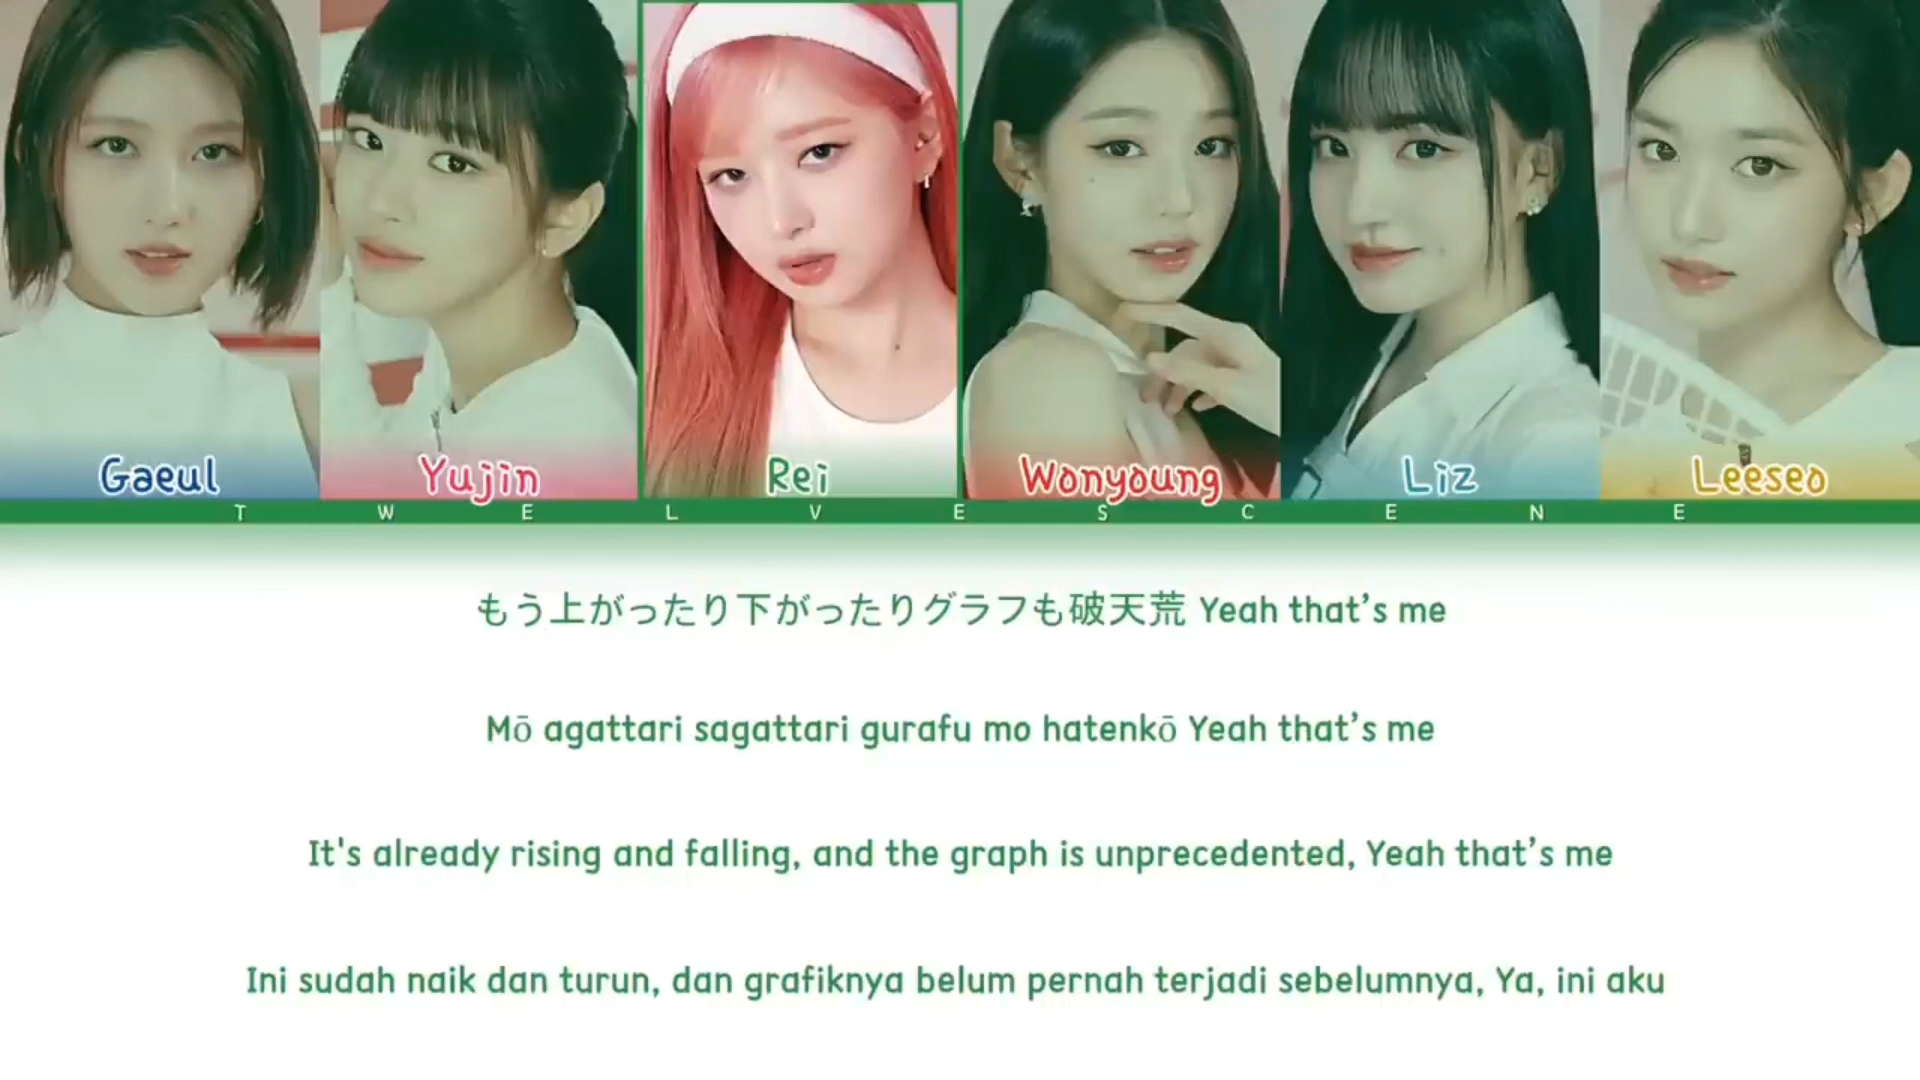 Gaeul Yujin Rei Wonyoung Liz Leeseo
T W E L V E S C E N E
もう上がったり下がったりグラフも破天荒 Yeah that’s me
Mō agattari sagattari gurafu mo hatenkō Yeah that’s me
It's already rising and falling, and the graph is unprecedented, Yeah that’s me
Ini sudah naik dan turun, dan grafiknya belum pernah terjadi sebelumnya, Ya, ini aku